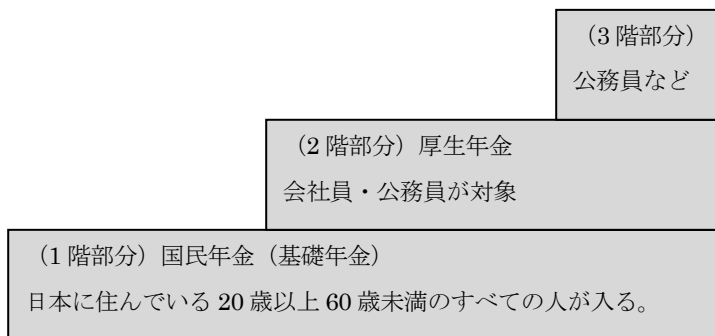 （3 階部分）
公務員など
（2 階部分）厚生年金
会社員・公務員が対象
（1 階部分）国民年金（基礎年金）
日本に住んでいる 20 歳以上 60 歳未満のすべての人が入る。